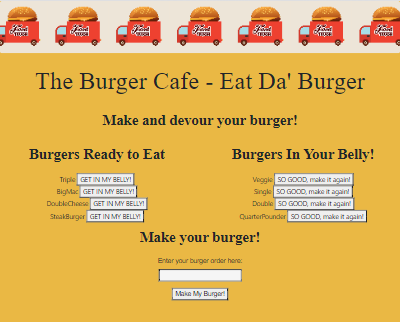 The Burger Cafe - Eat Da' Burger
Make and devour your burger!
Burgers Ready to Eat
Triple GET IN MY BELLY!
BigMac GET IN MY BELLY!
DoubleCheese GET IN MY BELLY!
SteakBurger GET IN MY BELLY!
Burgers In Your Belly!
Veggie SO GOOD, make it again!
Single SO GOOD, make it again!
Double SO GOOD, make it again!
QuarterPounder SO GOOD, make it again!
Make your burger!
Enter your burger order here:
Make My Burger!